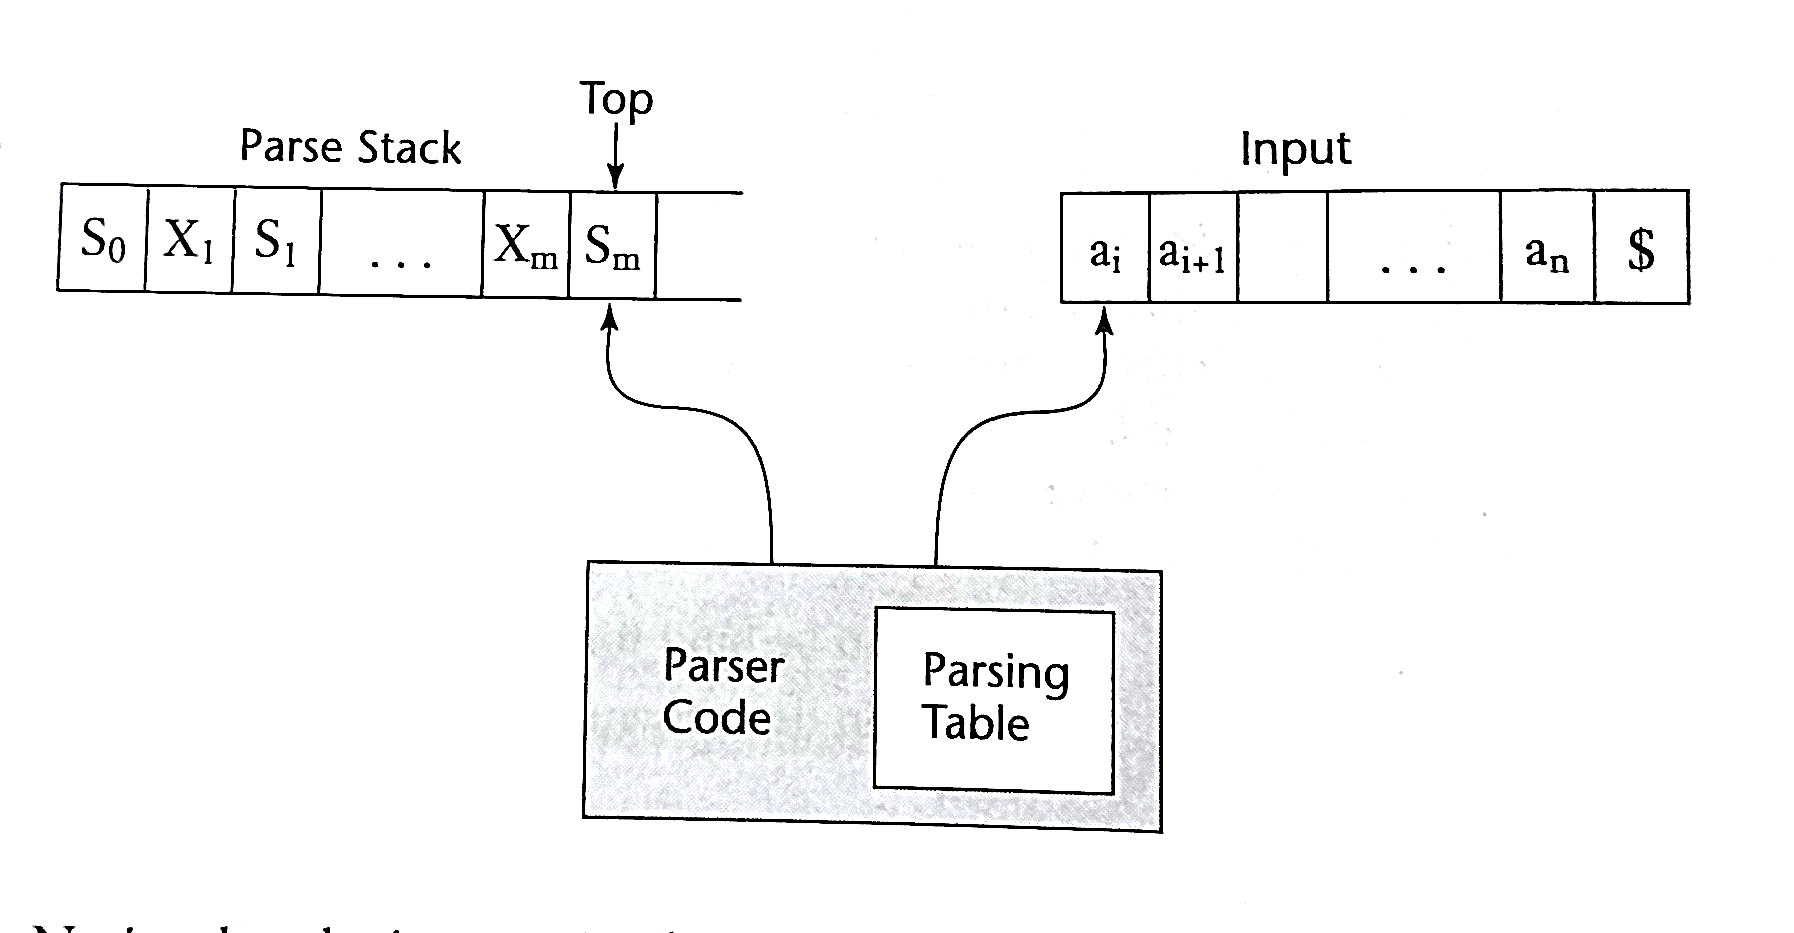 Top
Parse Stack
Input
S₀ X₁ S₁ ... Xₘ Sₘ
aᵢ aᵢ₊₁ ... aₙ $
Parser
Code
Parsing
Table